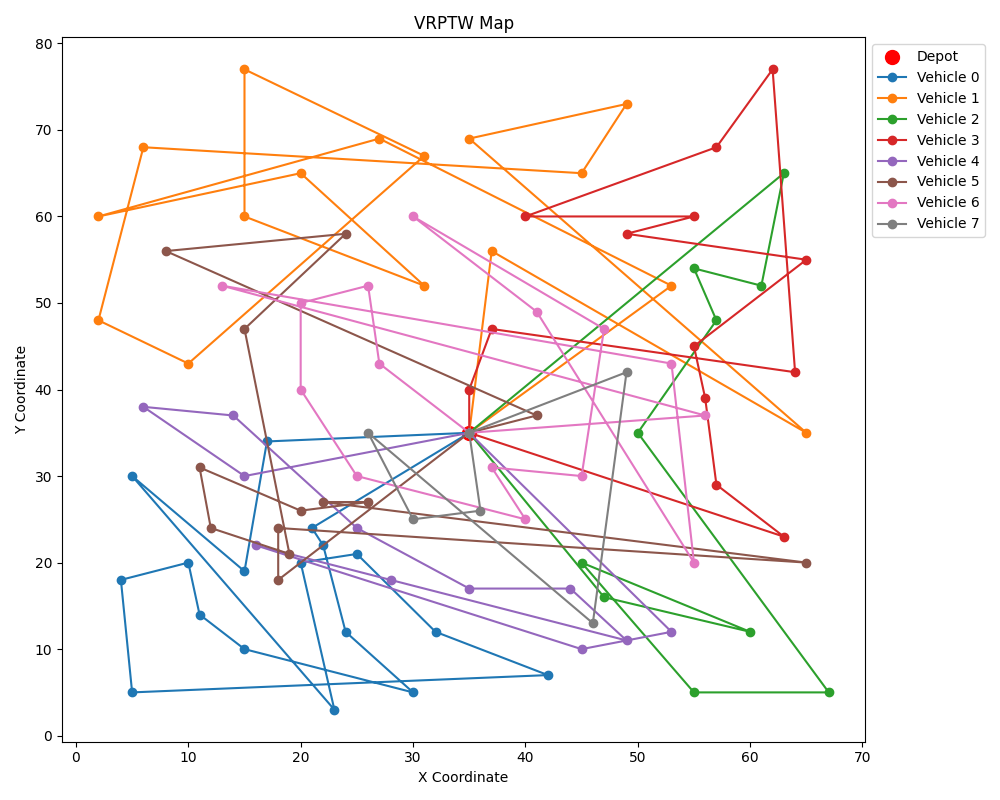 VRPTW Map
80
70
60
50
40
30
20
10
0
Y Coordinate
0
10
20
30
40
50
60
70
X Coordinate
Depot
Vehicle 0
Vehicle 1
Vehicle 2
Vehicle 3
Vehicle 4
Vehicle 5
Vehicle 6
Vehicle 7